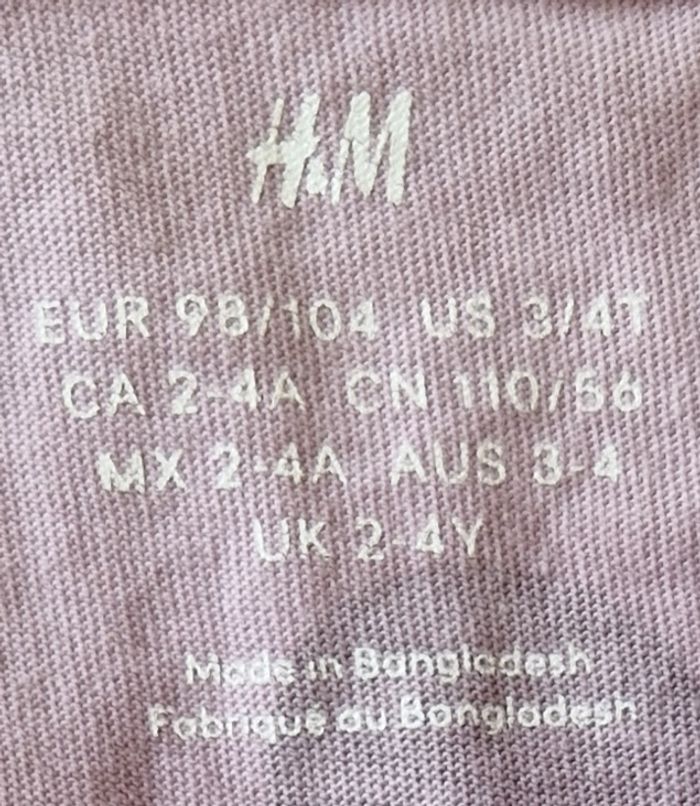 H&M
EUR 98/104 US 3/4T
CA 2-4A CN 110/56
MX 2-4A AUS 3-4
UK 2-4Y
Made in Bangladesh
Fabriqué au Bangladesh